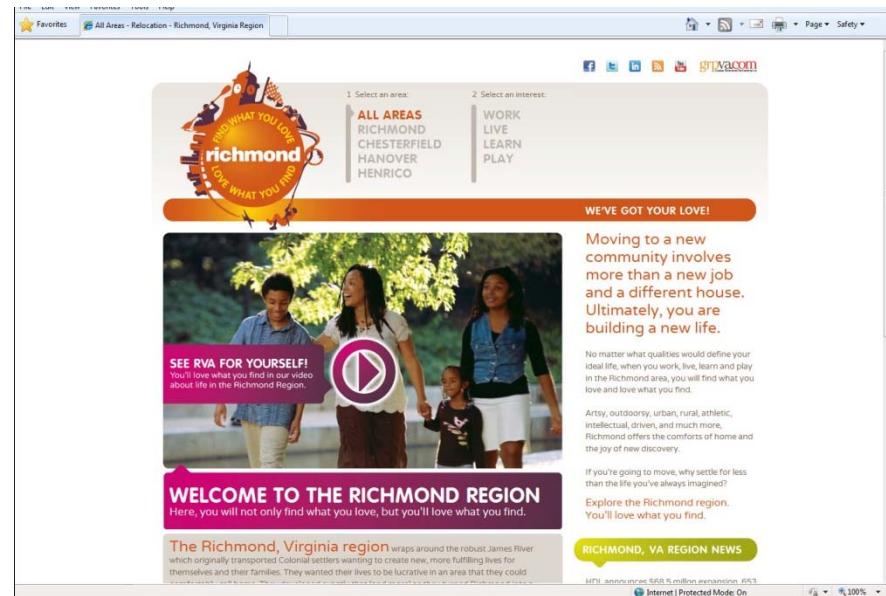 File Edit View Favorites Tools Help
Favorites
All Areas - Relocation - Richmond, Virginia Region
Page
Safety
grpva.com
FIND WHAT YOU LOVE
richmond
LOVE WHAT YOU FIND
1 Select an area:
ALL AREAS
RICHMOND
CHESTERFIELD
HANOVER
HENRICO
2 Select an interest:
WORK
LIVE
LEARN
PLAY
WE'VE GOT YOUR LOVE!
SEE RVA FOR YOURSELF!
You'll love what you find in our video
about life in the Richmond Region.
WELCOME TO THE RICHMOND REGION
Here, you will not only find what you love, but you'll love what you find.
The Richmond, Virginia region wraps around the robust James River
which originally transported Colonial settlers wanting to create new, more fulfilling lives for
themselves and their families. They wanted their lives to be lucrative in an area that they could
Moving to a new
community involves
more than a new job
and a different house.
Ultimately, you are
building a new life.
No matter what qualities would define your
ideal life, when you work, live, learn and play
in the Richmond area, you will find what you
love and love what you find.
Artsy, outdoorsy, urban, rural, athletic,
intellectual, driven, and much more,
Richmond offers the comforts of home and
the joy of new discovery.
If you're going to move, why settle for less
than the life you've always imagined?
Explore the Richmond region.
You'll love what you find.
RICHMOND, VA REGION NEWS
HDL announces $68.5 million expansion, 653
Internet | Protected Mode: On
100%